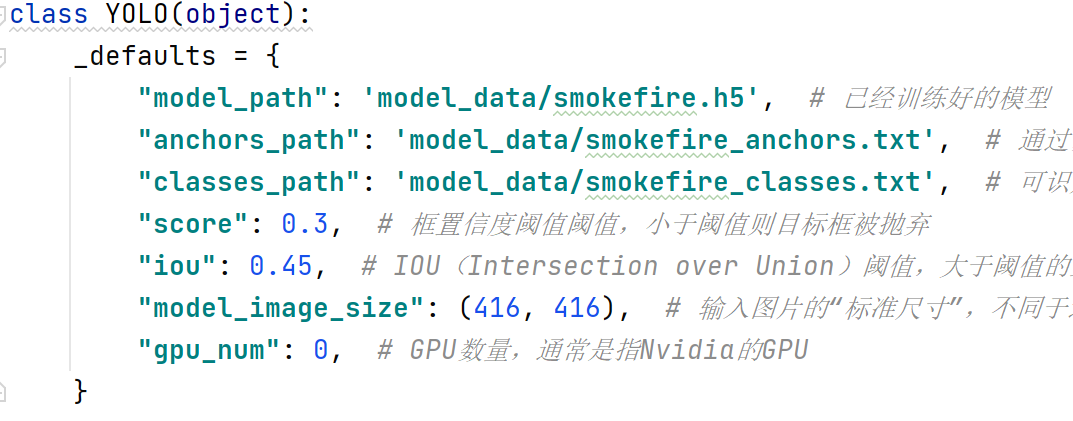 class YOLO(object):
    _defaults = {
        "model_path": 'model_data/smokefire.h5',  # 已经训练好的模型
        "anchors_path": 'model_data/smokefire_anchors.txt',  # 通过
        "classes_path": 'model_data/smokefire_classes.txt',  # 可识
        "score": 0.3,  # 框置信度阈值阈值，小于阈值则目标框被抛弃
        "iou": 0.45,  # IOU（Intersection over Union）阈值，大于阈值的
        "model_image_size": (416, 416),  # 输入图片的“标准尺寸”，不同于
        "gpu_num": 0,  # GPU数量，通常是指Nvidia的GPU
    }